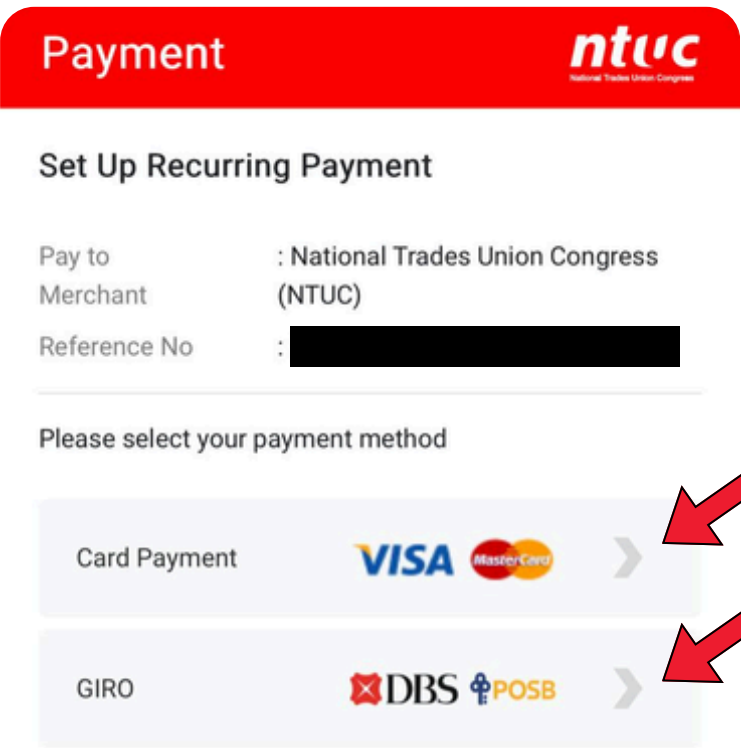 Payment
ntuc
National Trades Union Congress
Set Up Recurring Payment
Pay to : National Trades Union Congress
Merchant (NTUC)
Reference No :
Please select your payment method
Card Payment VISA MasterCard
GIRO DBS POSB